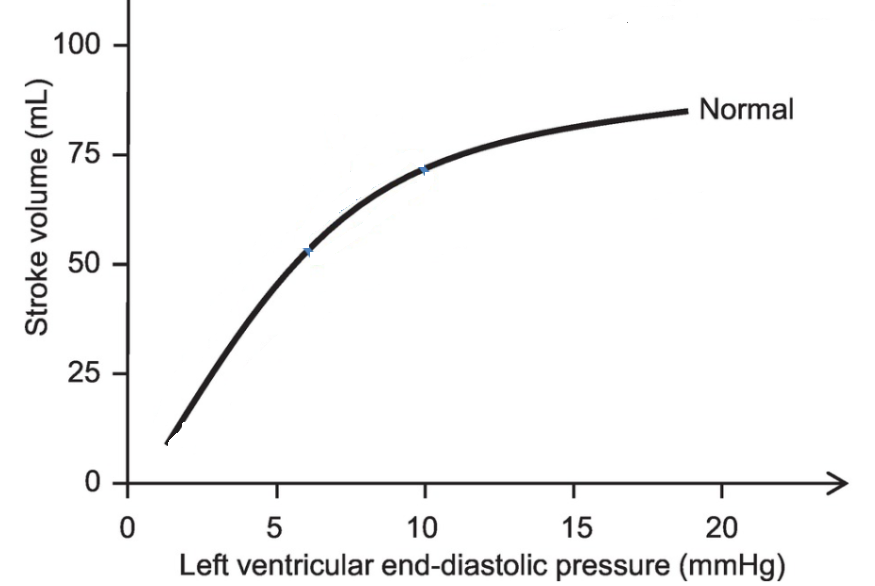 100
75
50
25
0
Stroke volume (mL)
Normal
0 5 10 15 20
Left ventricular end-diastolic pressure (mmHg)